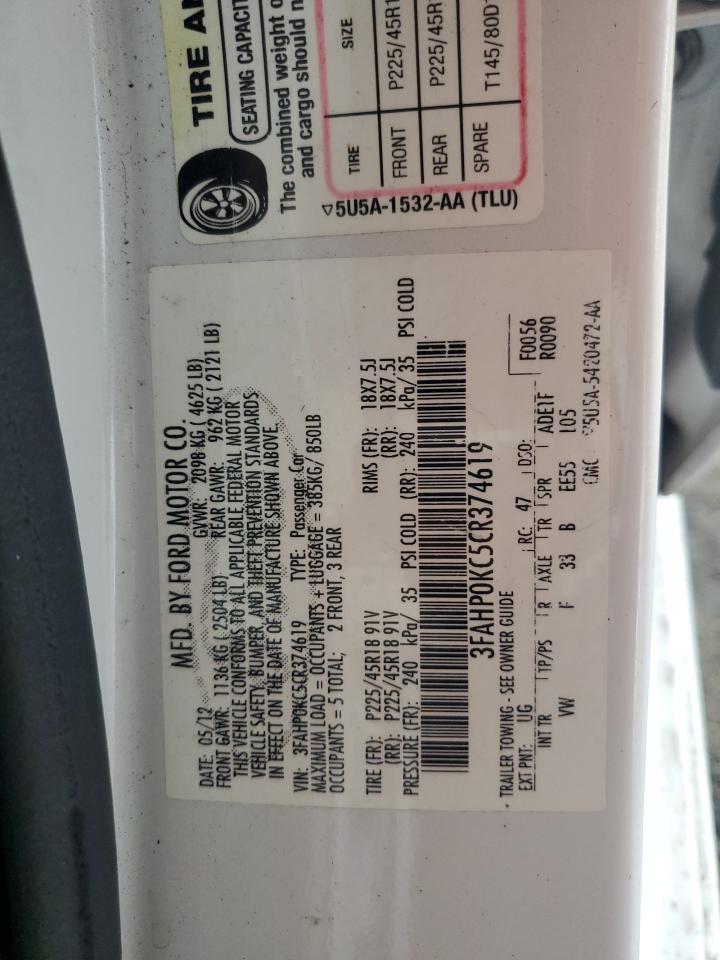 MFD. BY FORD MOTOR CO.
DATE: 05/12 GVWR: 2098 KG ( 4625 LB)
FRONT GAWR: 1136 KG ( 2504 LB) REAR GAWR: 962 KG ( 2121 LB)
THIS VEHICLE CONFORMS TO ALL APPLICABLE FEDERAL MOTOR
VEHICLE SAFETY, BUMPER, AND THEFT PREVENTION STANDARDS
IN EFFECT ON THE DATE OF MANUFACTURE SHOWN ABOVE.
VIN: 3FAHP0KC5CR374619 TYPE: Passenger Car
MAXIMUM LOAD = OCCUPANTS + LUGGAGE = 385KG/ 850LB
OCCUPANTS = 5 TOTAL; 2 FRONT, 3 REAR
TIRE (FR): P225/45R18 91V RIMS (FR): 18X7.5J
(RR): P225/45R18 91V (RR): 18X7.5J
PRESSURE (FR): 240 kPa/ 35 PSI COLD (RR): 240 kPa/ 35 PSI COLD
3FAHP0KC5CR374619
- TRAILER TOWING - SEE OWNER GUIDE F0056
EXT PNT: UG RC: 47 DSO: R0090
INT TR TP/PS R AXLE TR SPR ADE1F
VW F 33 B EE55 L05
5U5A-5420472-AA
TIRE AN
SEATING CAPACIT
The combined weight o
and cargo should n
TIRE SIZE
FRONT P225/45R1
REAR P225/45R
SPARE T145/80D1
▽5U5A-1532-AA (TLU)